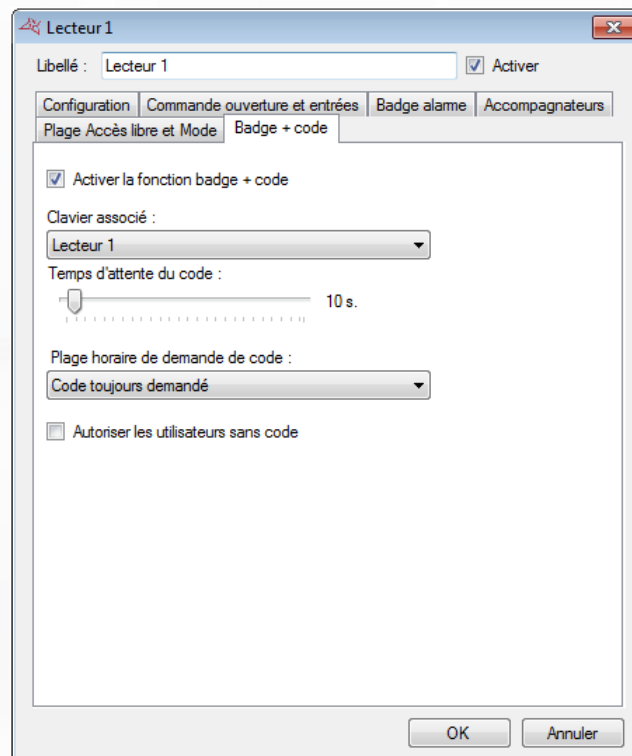 Lecteur 1
Libellé : Lecteur 1 Activer
Configuration Commande ouverture et entrées Badge alarme Accompagnateurs
Plage Accès libre et Mode Badge + code
Activer la fonction badge + code
Clavier associé :
Lecteur 1
Temps d'attente du code :
10 s.
Plage horaire de demande de code :
Code toujours demandé
Autoriser les utilisateurs sans code
OK Annuler